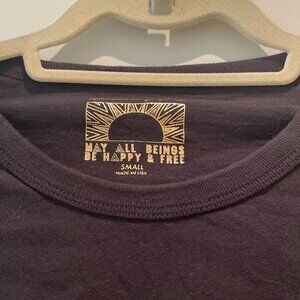 MAY ALL BEINGS
BE HAPPY & FREE
SMALL
MADE IN USA